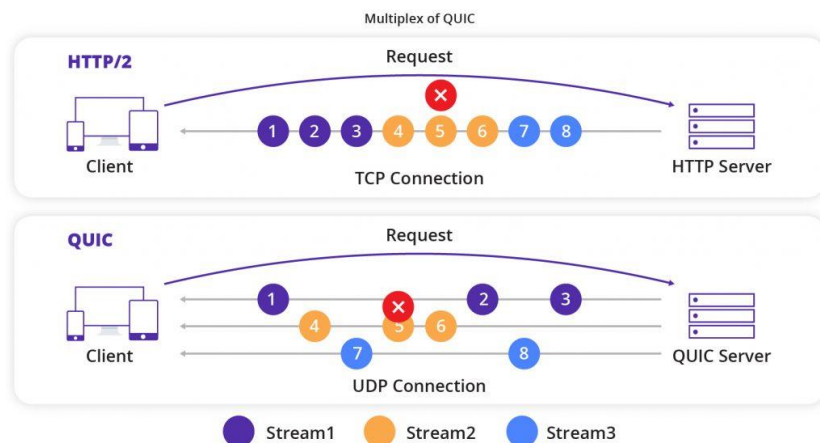 Multiplex of QUIC
HTTP/2
Request
1 2 3 4 5 6 7 8
Client
HTTP Server
TCP Connection
QUIC
Request
1 2 3
4 5 6
7 8
Client
QUIC Server
UDP Connection
Stream1 Stream2 Stream3